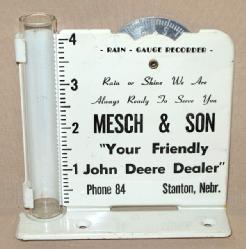 - RAIN - GAUGE RECORDER -
4
Rain or Shine We Are
3
Always Ready To Serve You
MESCH & SON
2
"Your Friendly
John Deere Dealer"
1
Phone 84 Stanton, Nebr.